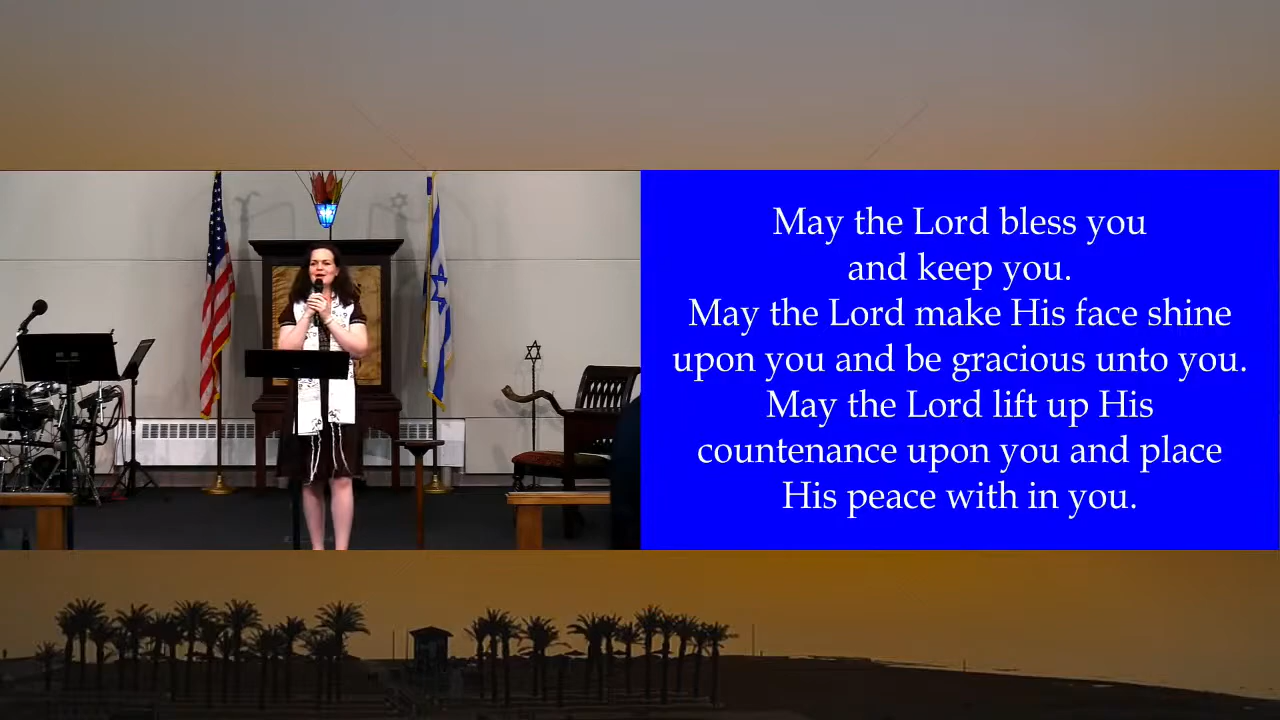 May the Lord bless you
and keep you.
May the Lord make His face shine
upon you and be gracious unto you.
May the Lord lift up His
countenance upon you and place
His peace with in you.